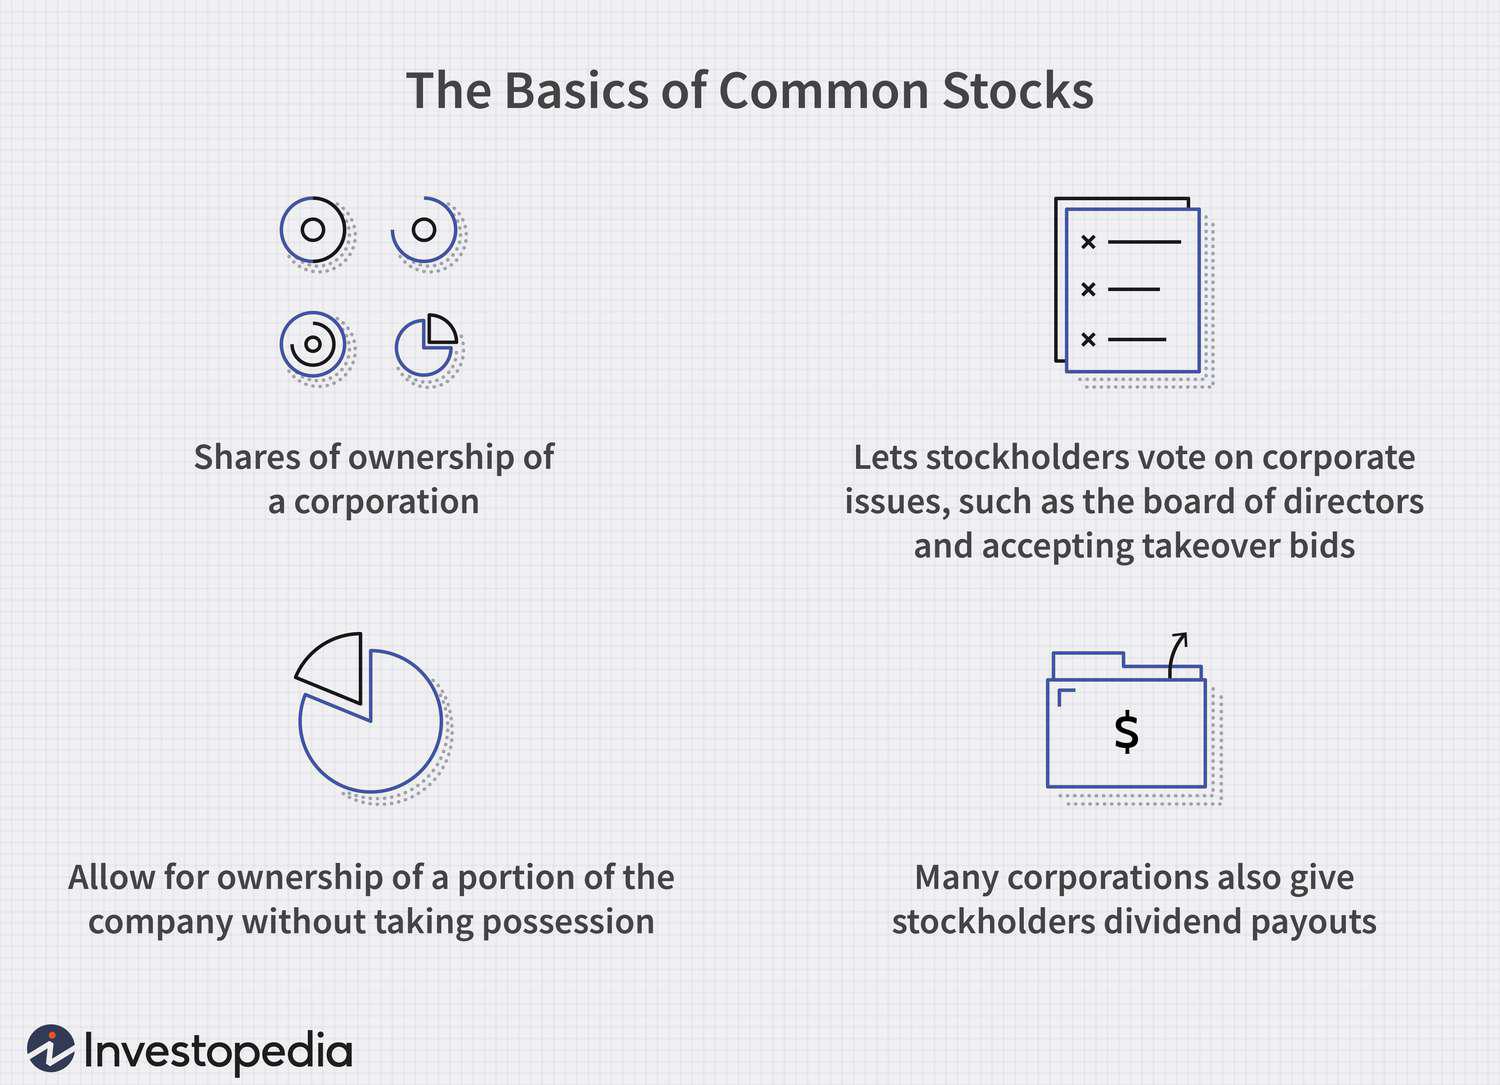 The Basics of Common Stocks
Shares of ownership of
a corporation
Lets stockholders vote on corporate
issues, such as the board of directors
and accepting takeover bids
$
Allow for ownership of a portion of the
company without taking possession
Many corporations also give
stockholders dividend payouts
Investopedia